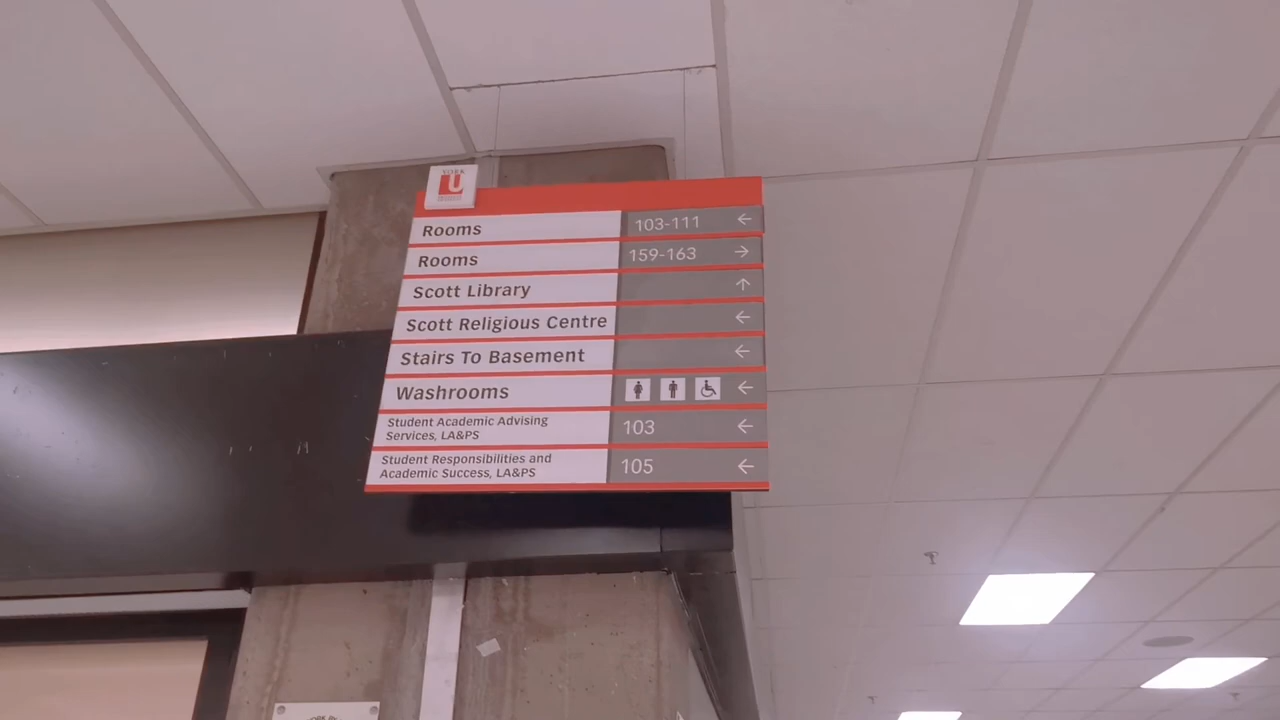 YORK
U
Rooms 103-111 ←
Rooms 159-163 →
Scott Library ↑
Scott Religious Centre ←
Stairs To Basement ←
Washrooms ←
Student Academic Advising
Services, LA&PS 103 ←
Student Responsibilities and
Academic Success, LA&PS 105 ←